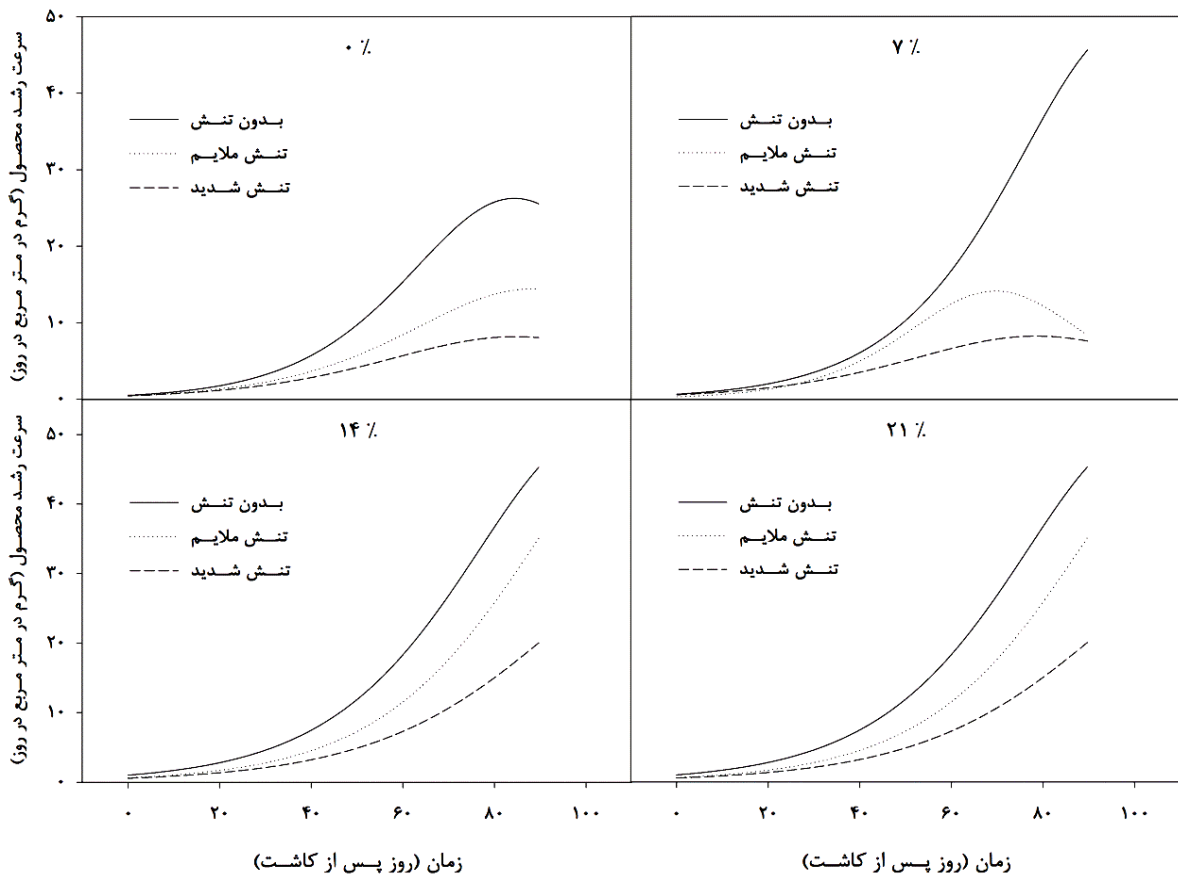 سرعت رشد محصول (گرم در متر مربع در روز)
۵۰
۴۰
۳۰
۲۰
۱۰
۰
۰ ٪
بدون تنش
تنش ملایم
تنش شدید
۷ ٪
بدون تنش
تنش ملایم
تنش شدید
سرعت رشد محصول (گرم در متر مربع در روز)
۵۰
۴۰
۳۰
۲۰
۱۰
۰
۱۴ ٪
بدون تنش
تنش ملایم
تنش شدید
۲۱ ٪
بدون تنش
تنش ملایم
تنش شدید
۰ ۲۰ ۴۰ ۶۰ ۸۰ ۱۰۰
۰ ۲۰ ۴۰ ۶۰ ۸۰ ۱۰۰
زمان (روز پس از کاشت)
زمان (روز پس از کاشت)